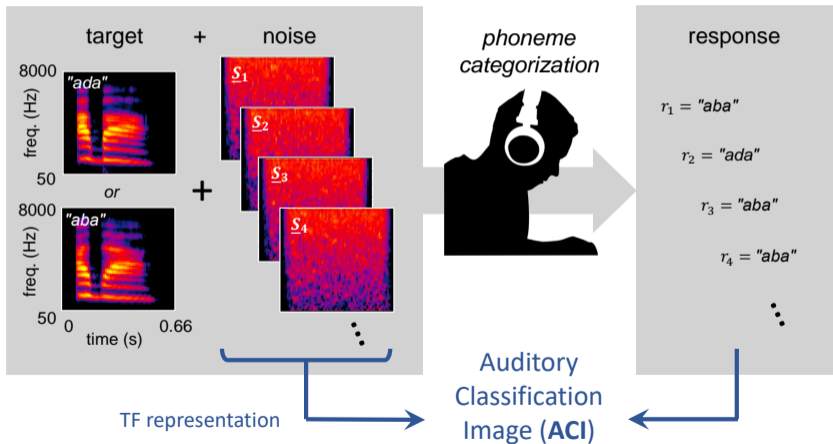 target + noise
phoneme
categorization
response
8000
"ada"
freq. (Hz)
50
or
8000
"aba"
freq. (Hz)
50
0 0.66
time (s)
+
S1
S2
S3
S4
r1 = "aba"
r2 = "ada"
r3 = "aba"
r4 = "aba"
TF representation
Auditory
Classification
Image (ACI)